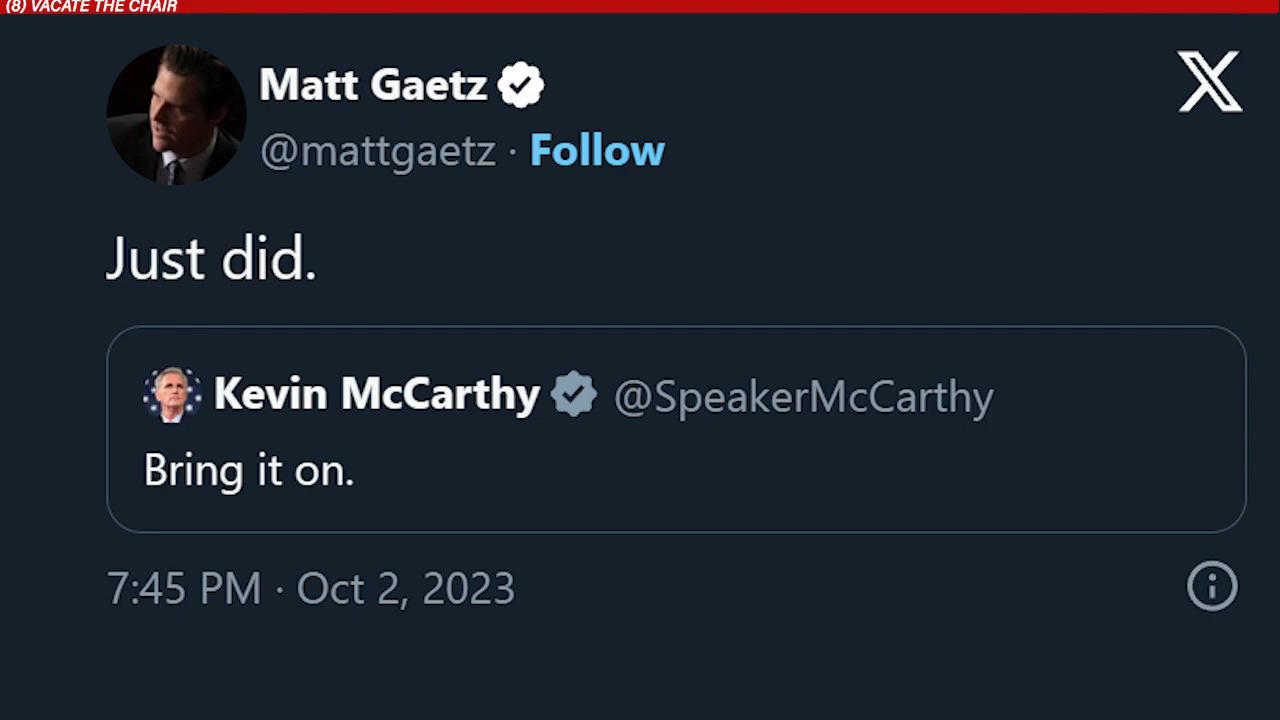 (8) VACATE THE CHAIR
Matt Gaetz
@mattgaetz · Follow
Just did.
Kevin McCarthy @SpeakerMcCarthy
Bring it on.
7:45 PM · Oct 2, 2023